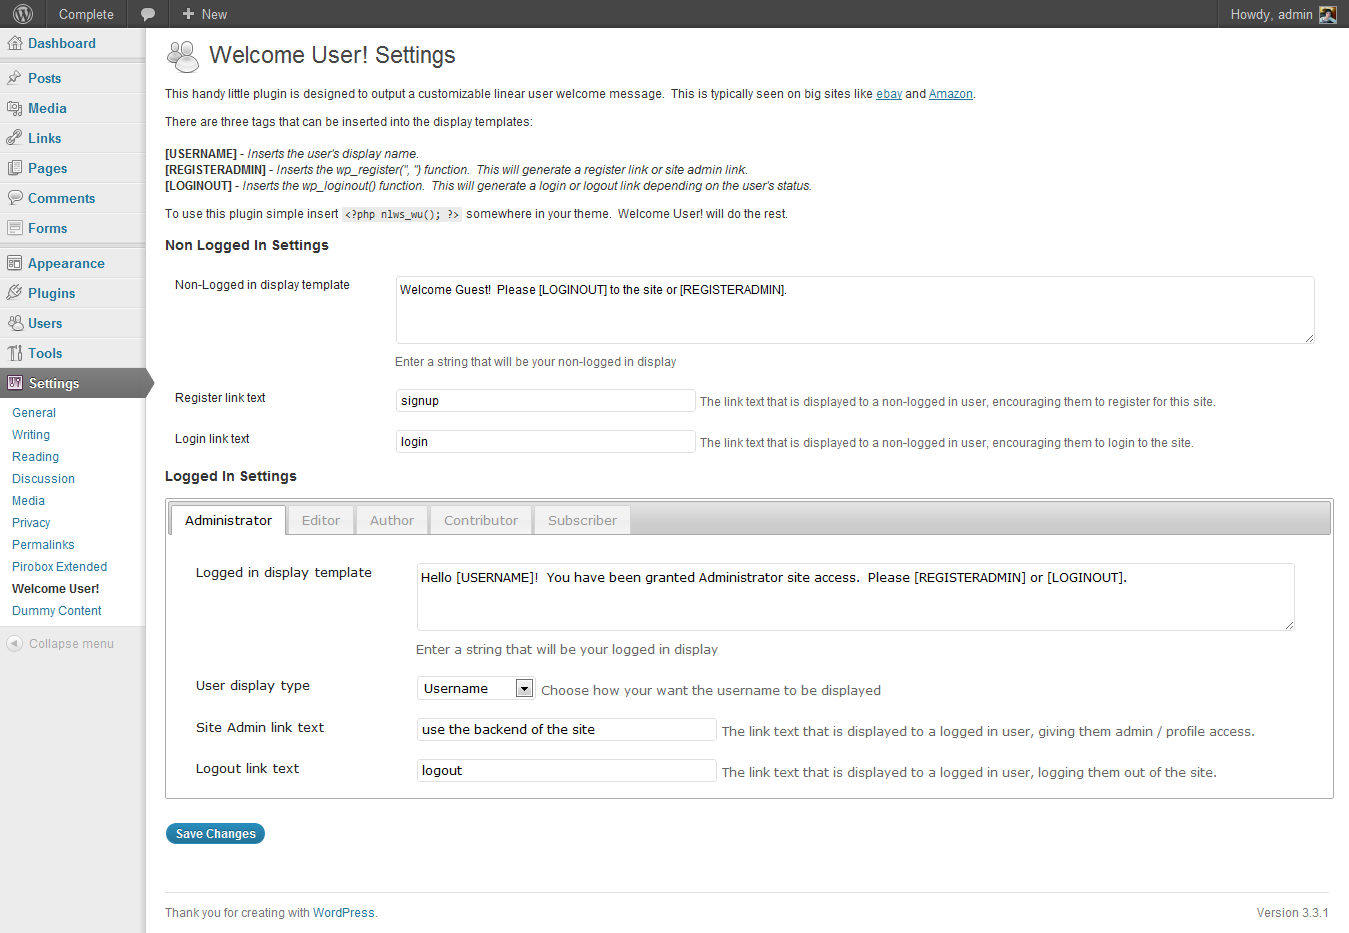 Complete
New
Howdy, admin
Dashboard
Posts
Media
Links
Pages
Comments
Forms
Appearance
Plugins
Users
Tools
Settings
General
Writing
Reading
Discussion
Media
Privacy
Permalinks
Pirobox Extended
Welcome User!
Dummy Content
Collapse menu
Welcome User! Settings
This handy little plugin is designed to output a customizable linear user welcome message. This is typically seen on big sites like ebay and Amazon.
There are three tags that can be inserted into the display templates:
[USERNAME] - Inserts the user's display name.
[REGISTERADMIN] - Inserts the wp_register('', '') function. This will generate a register link or site admin link.
[LOGINOUT] - Inserts the wp_loginout() function. This will generate a login or logout link depending on the user's status.
To use this plugin simple insert <?php nlws_wu(); ?> somewhere in your theme. Welcome User! will do the rest.
Non Logged In Settings
Non-Logged in display template
Welcome Guest! Please [LOGINOUT] to the site or [REGISTERADMIN].
Enter a string that will be your non-logged in display
Register link text
signup
The link text that is displayed to a non-logged in user, encouraging them to register for this site.
Login link text
login
The link text that is displayed to a non-logged in user, encouraging them to login to the site.
Logged In Settings
Administrator
Editor
Author
Contributor
Subscriber
Logged in display template
Hello [USERNAME]! You have been granted Administrator site access. Please [REGISTERADMIN] or [LOGINOUT].
Enter a string that will be your logged in display
User display type
Username
Choose how your want the username to be displayed
Site Admin link text
use the backend of the site
The link text that is displayed to a logged in user, giving them admin / profile access.
Logout link text
logout
The link text that is displayed to a logged in user, logging them out of the site.
Save Changes
Thank you for creating with WordPress.
Version 3.3.1